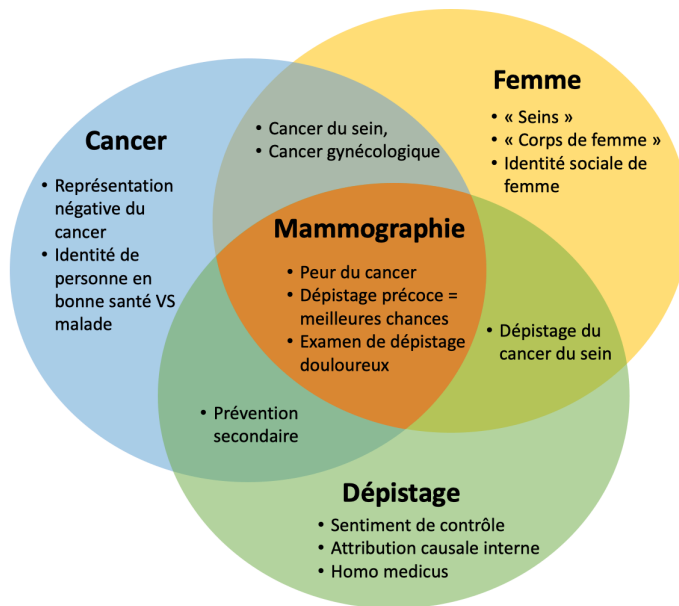 Femme
• « Seins »
• « Corps de femme »
• Identité sociale de
femme
• Cancer du sein,
• Cancer gynécologique
Cancer
• Représentation
négative du
cancer
• Identité de
personne en
bonne santé VS
malade
Mammographie
• Peur du cancer
• Dépistage précoce =
meilleures chances
• Examen de dépistage
douloureux
• Dépistage du
cancer du sein
• Prévention
secondaire
Dépistage
• Sentiment de contrôle
• Attribution causale interne
• Homo medicus